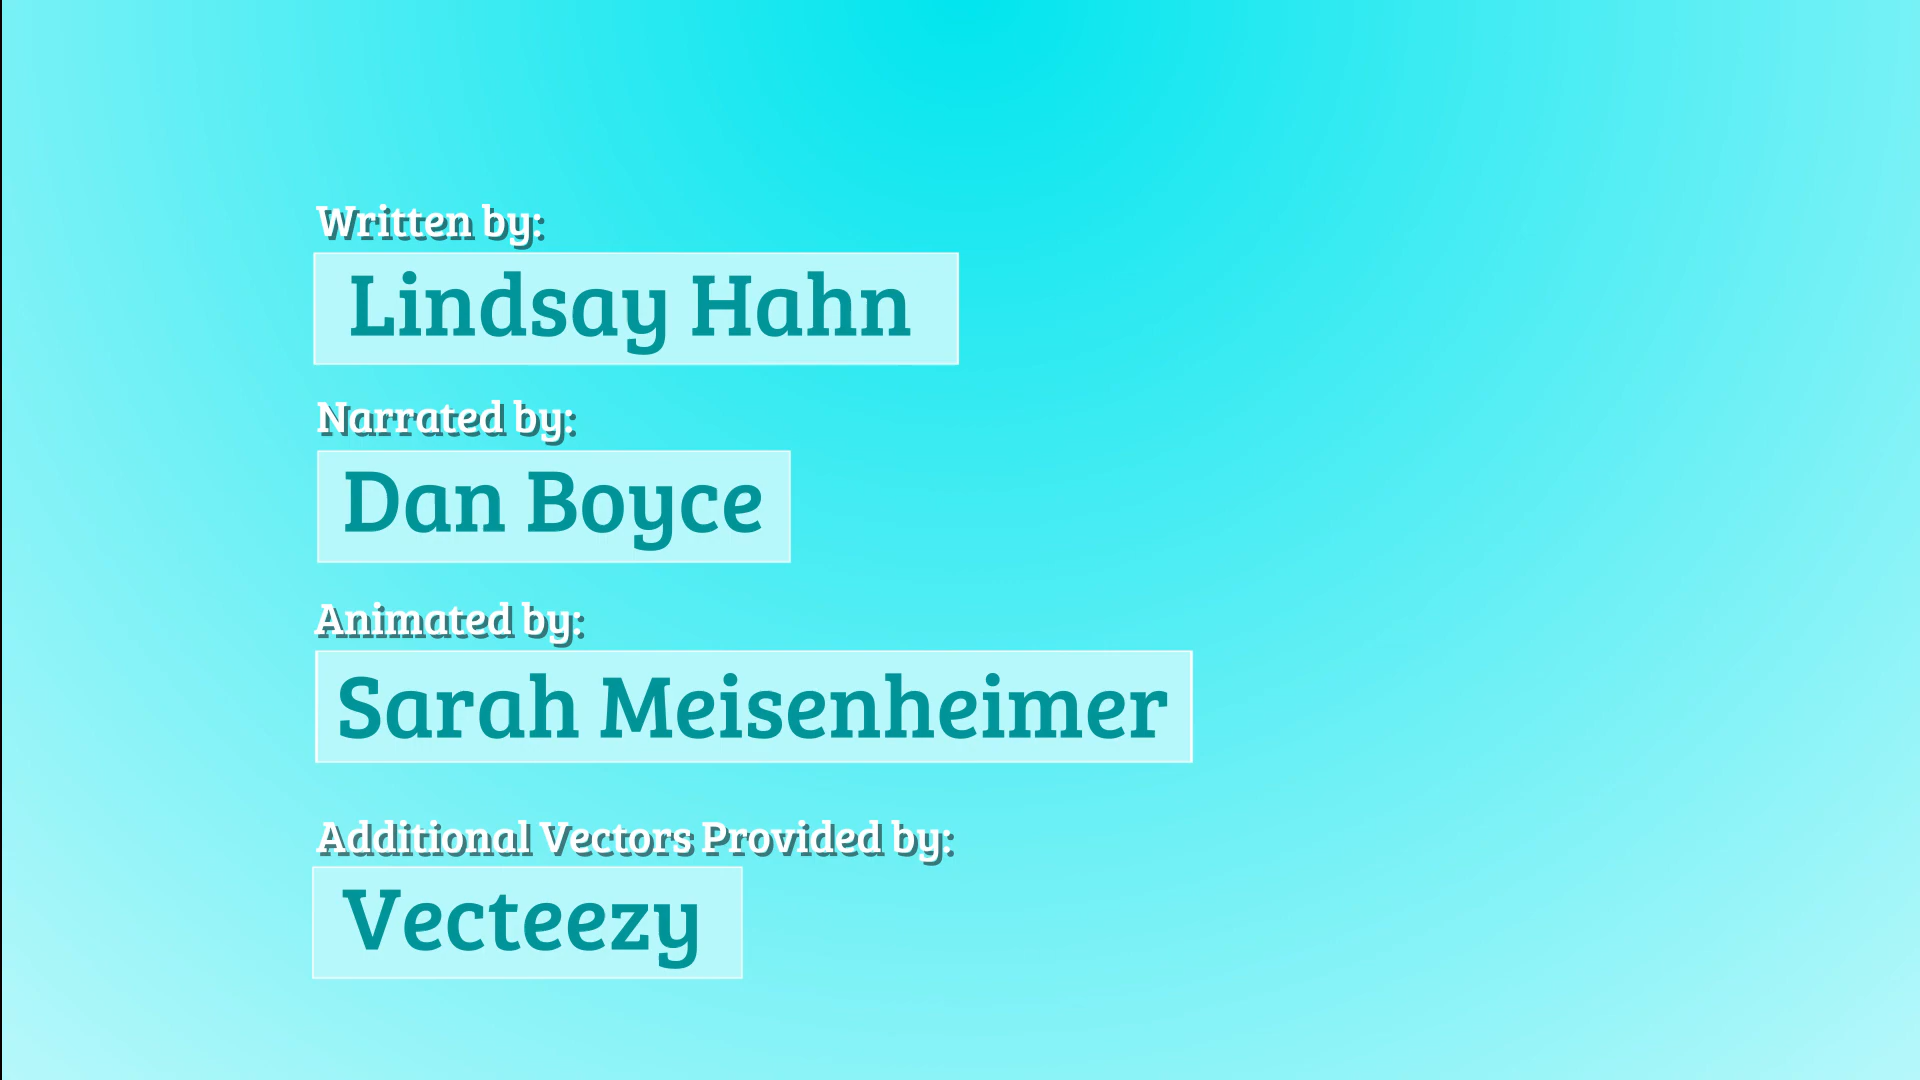 Written by:
Lindsay Hahn
Narrated by:
Dan Boyce
Animated by:
Sarah Meisenheimer
Additional Vectors Provided by:
Vecteezy